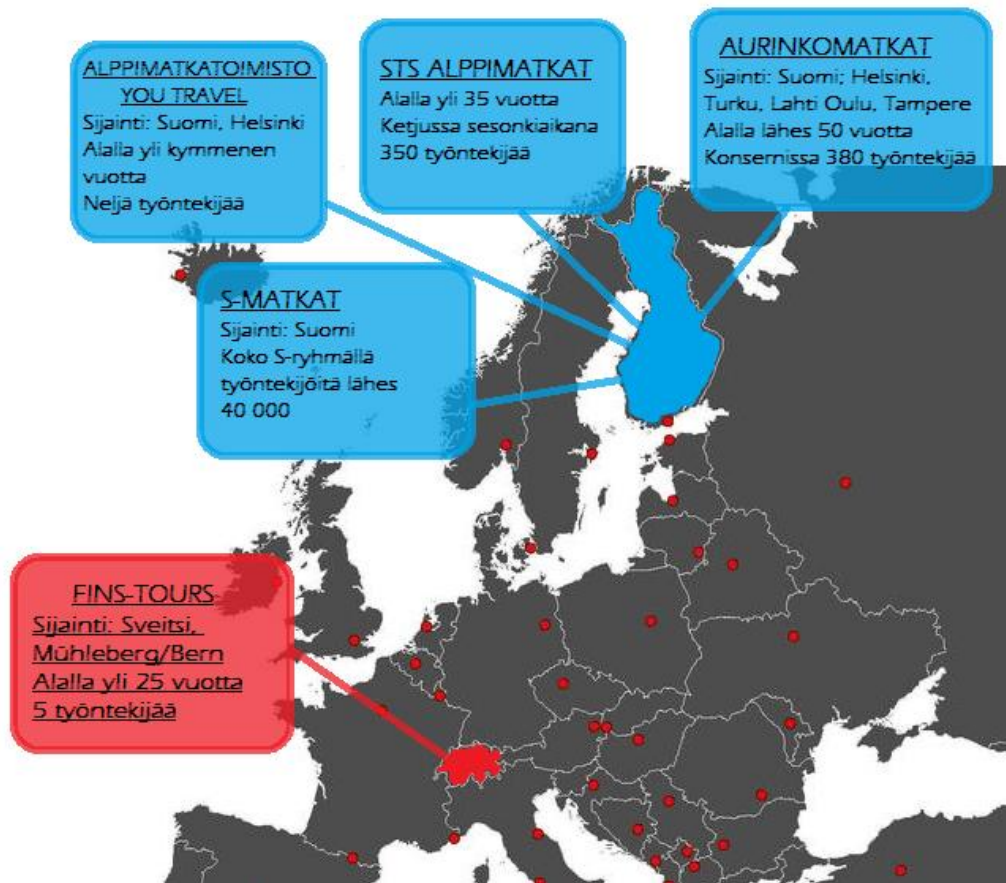 ALPPIMATKATOIMISTO
YOU TRAVEL
Sijainti: Suomi, Helsinki
Alalla yli kymmenen
vuotta
Neljä työntekijää
STS ALPPIMATKAT
Alalla yli 35 vuotta
Ketjussa sesonkiaikana
350 työntekijää
AURINKOMATKAT
Sijainti: Suomi; Helsinki,
Turku, Lahti Oulu, Tampere
Alalla lähes 50 vuotta
Konsernissa 380 työntekijää
S-MATKAT
Sijainti: Suomi
Koko S-ryhmällä
työntekijöitä lähes
40 000
FINS-TOURS
Sijainti: Sveitsi,
Mühleberg/Bern
Alalla yli 25 vuotta
5 työntekijää